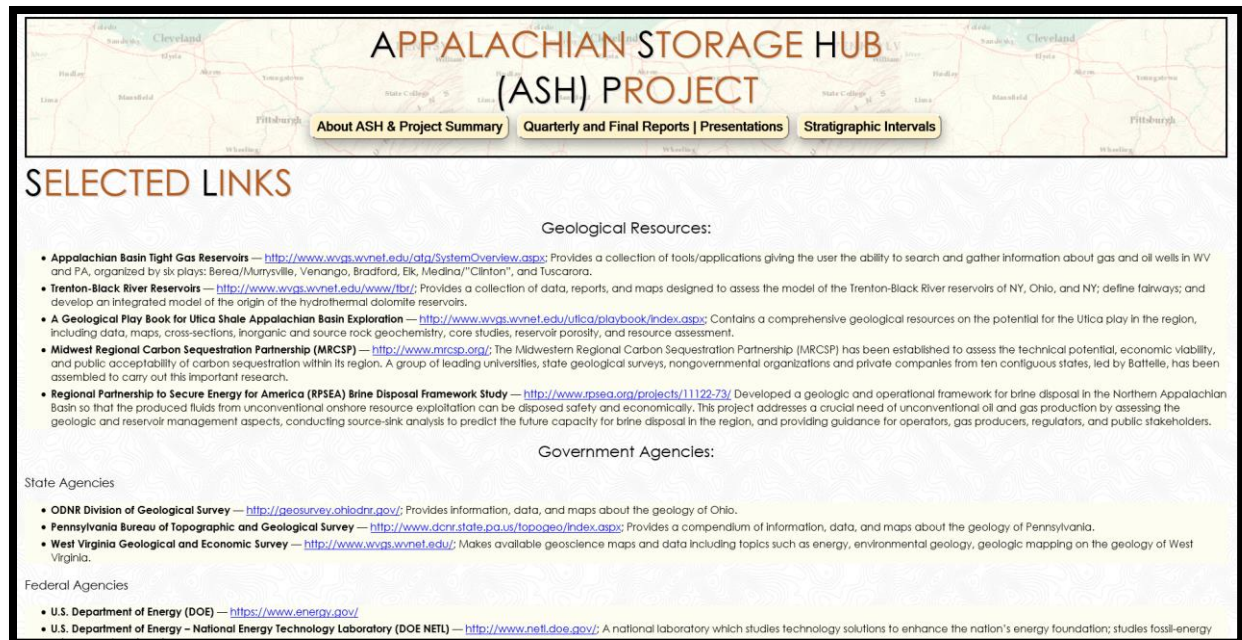 APPALACHIAN STORAGE HUB
(ASH) PROJECT
About ASH & Project Summary
Quarterly and Final Reports | Presentations
Stratigraphic Intervals
SELECTED LINKS
Geological Resources:
• Appalachian Basin Tight Gas Reservoirs — http://www.wvgs.wvnet.edu/atg/SystemOverview.aspx; Provides a collection of tools/applications giving the user the ability to search and gather information about gas and oil wells in WV
and PA, organized by six plays: Berea/Murrysville, Venango, Bradford, Elk, Medina/"Clinton", and Tuscarora.
• Trenton-Black River Reservoirs — http://www.wvgs.wvnet.edu/www/tbr/; Provides a collection of data, reports, and maps designed to assess the model of the Trenton-Black River reservoirs of NY, Ohio, and NY; define fairways; and
develop an integrated model of the origin of the hydrothermal dolomite reservoirs.
• A Geological Play Book for Utica Shale Appalachian Basin Exploration — http://www.wvgs.wvnet.edu/utica/playbook/index.aspx; Contains a comprehensive geological resources on the potential for the Utica play in the region,
including data, maps, cross-sections, inorganic and source rock geochemistry, core studies, reservoir porosity, and resource assessment.
• Midwest Regional Carbon Sequestration Partnership (MRCSP) — http://www.mrcsp.org/; The Midwestern Regional Carbon Sequestration Partnership (MRCSP) has been established to assess the technical potential, economic viability,
and public acceptability of carbon sequestration within its region. A group of leading universities, state geological surveys, nongovernmental organizations and private companies from ten contiguous states, led by Battelle, has been
assembled to carry out this important research.
• Regional Partnership to Secure Energy for America (RPSEA) Brine Disposal Framework Study — http://www.rpsea.org/projects/11122-73/ Developed a geologic and operational framework for brine disposal in the Northern Appalachian
Basin so that the produced fluids from unconventional onshore resource exploitation can be disposed safety and economically. This project addresses a crucial need of unconventional oil and gas production by assessing the
geologic and reservoir management aspects, conducting source-sink analysis to predict the future capacity for brine disposal in the region, and providing guidance for operators, gas producers, regulators, and public stakeholders.
Government Agencies:
State Agencies
• ODNR Division of Geological Survey — http://geosurvey.ohiodnr.gov/; Provides information, data, and maps about the geology of Ohio.
• Pennsylvania Bureau of Topographic and Geological Survey — http://www.dcnr.state.pa.us/topogeo/index.aspx; Provides a compendium of information, data, and maps about the geology of Pennsylvania.
• West Virginia Geological and Economic Survey — http://www.wvgs.wvnet.edu/; Makes available geoscience maps and data including topics such as energy, environmental geology, geologic mapping on the geology of West
Virginia.
Federal Agencies
• U.S. Department of Energy (DOE) — https://www.energy.gov/
• U.S. Department of Energy – National Energy Technology Laboratory (DOE NETL) — http://www.netl.doe.gov/; A national laboratory which studies technology solutions to enhance the nation's energy foundation; studies fossil-energy